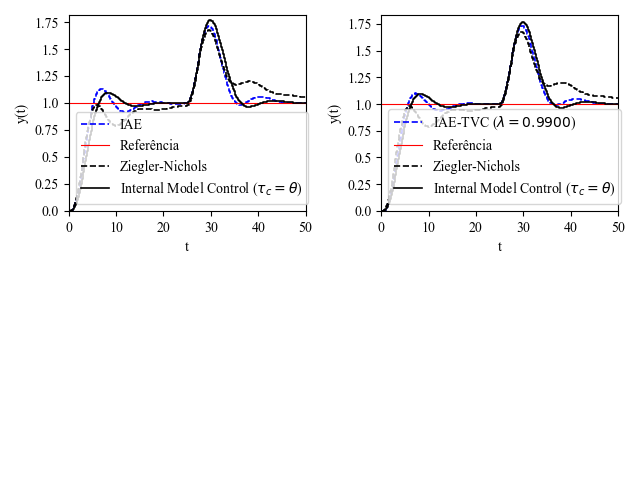 1.75
1.5
1.25
1.0
0.75
0.5
0.25
0.0
y(t)
IAE
Referência
Ziegler-Nichols
Internal Model Control (τc = θ)
0 10 20 30 40 50
t
1.75
1.5
1.25
1.0
0.75
0.5
0.25
0.0
y(t)
IAE-TVC (λ = 0.9900)
Referência
Ziegler-Nichols
Internal Model Control (τc = θ)
0 10 20 30 40 50
t